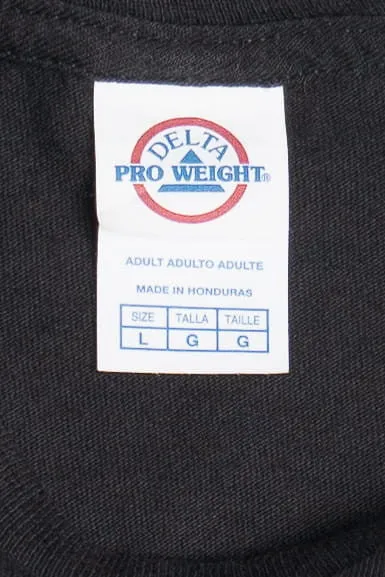 DELTA
PRO WEIGHT®
ADULT ADULTO ADULTE
MADE IN HONDURAS
SIZE TALLA TAILLE
L G G